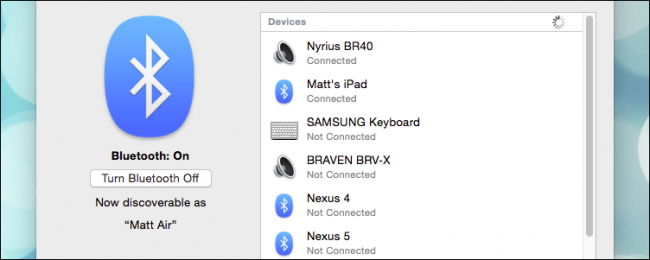 Bluetooth: On
Turn Bluetooth Off
Now discoverable as
“Matt Air”
Devices
Nyrius BR40
Connected
Matt's iPad
Connected
SAMSUNG Keyboard
Not Connected
BRAVEN BRV-X
Not Connected
Nexus 4
Not Connected
Nexus 5
Not Connected